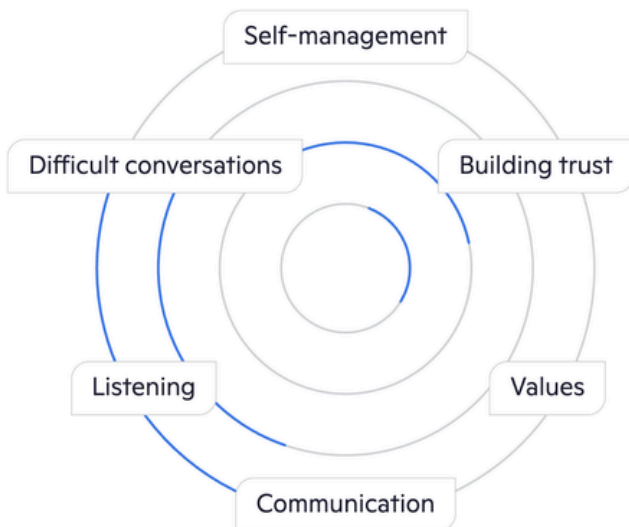 Self-management
Difficult conversations
Building trust
Listening
Values
Communication